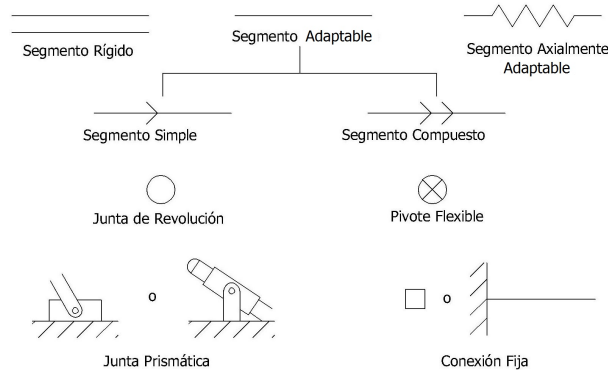 Segmento Rígido
Segmento Adaptable
Segmento Axialmente
Adaptable
Segmento Simple
Segmento Compuesto
Junta de Revolución
Pivote Flexible
o
o
Junta Prismática
Conexión Fija